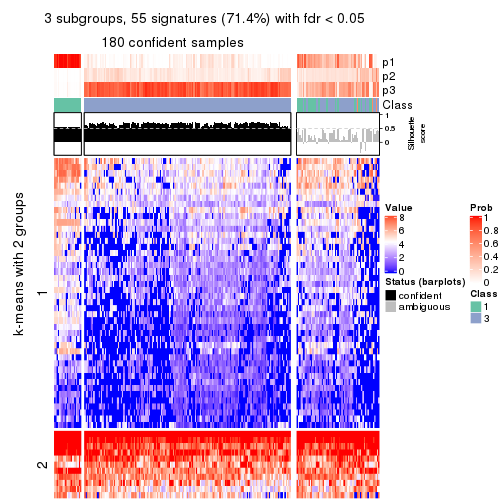 3 subgroups, 55 signatures (71.4%) with fdr < 0.05
180 confident samples
p1
p2
p3
Class
1
0.5
0
Silhouette
score
k-means with 2 groups
1
2
Value
8
6
4
2
0
Prob
1
0.8
0.6
0.4
0.2
0
Status (barplots)
confident
ambiguous
Class
1
3